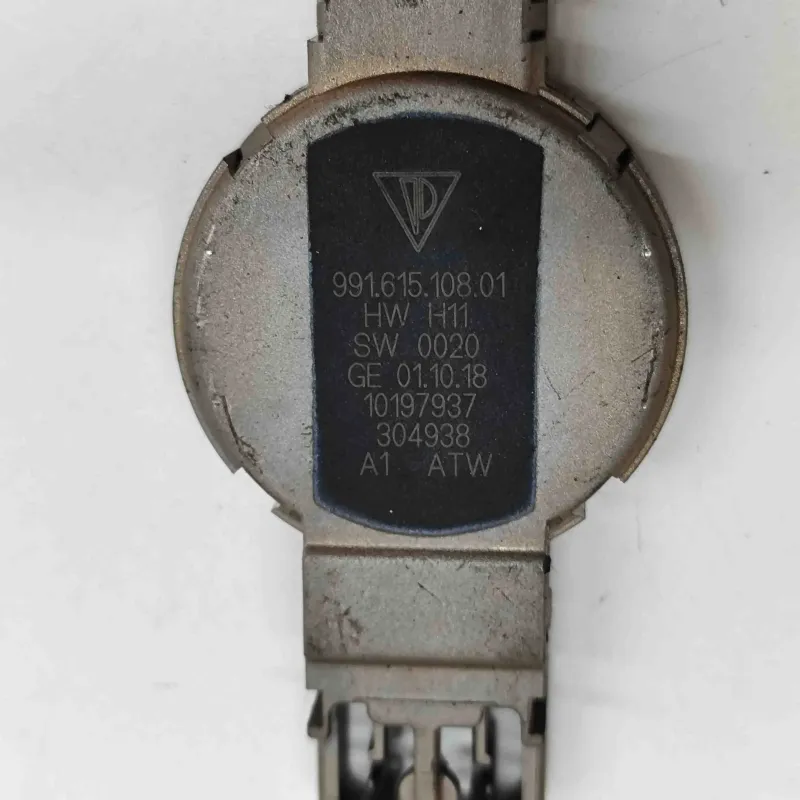 991.615.108.01
HW H11
SW 0020
GE 01.10.18
10197937
304938
A1 ATW